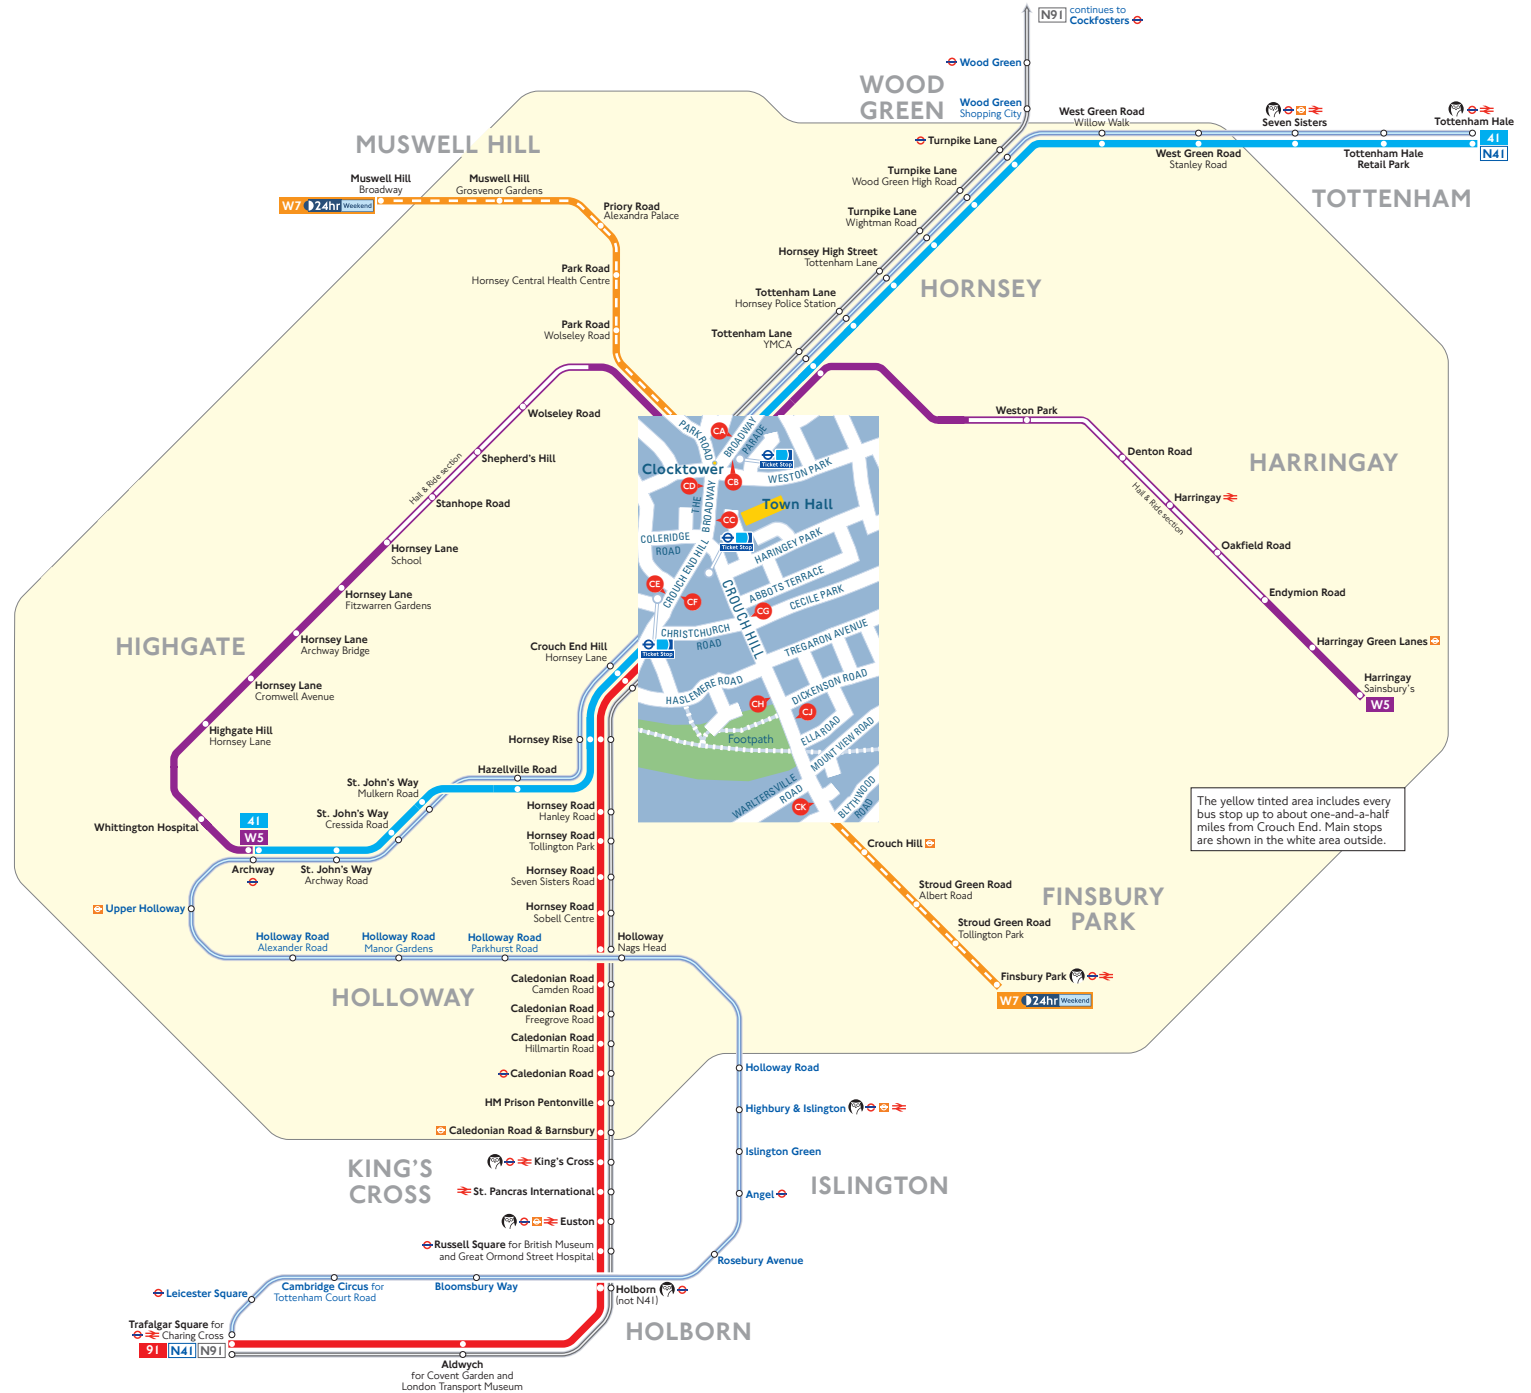 N91
continues to
Cockfosters
Wood Green
WOOD
GREEN
Wood Green
Shopping City
West Green Road
Willow Walk
Seven Sisters
Tottenham Hale
41
N41
MUSWELL HILL
Turnpike Lane
West Green Road
Stanley Road
Tottenham Hale
Retail Park
TOTTENHAM
Muswell Hill
Broadway
Muswell Hill
Grosvenor Gardens
W7 24hr Weekend
Priory Road
Alexandra Palace
Turnpike Lane
Wood Green High Road
Turnpike Lane
Wightman Road
Hornsey High Street
Tottenham Lane
Park Road
Hornsey Central Health Centre
HORNSEY
Tottenham Lane
Hornsey Police Station
Park Road
Wolseley Road
Tottenham Lane
YMCA
Wolseley Road
Weston Park
Shepherd's Hill
Hail & Ride section
Stanhope Road
Denton Road
HARRINGAY
Harringay
Hail & Ride section
Oakfield Road
Endymion Road
Harringay Green Lanes
Harringay
Sainsbury's
W5
PARK ROAD
CA
BROADWAY
PARADE
Clocktower
Ticket Stop
WESTON PARK
CD
CB
THE
BROADWAY
Town Hall
CC
COLERIDGE
ROAD
Ticket Stop
HARINGEY PARK
CROUCH END HILL
ABBOTS TERRACE
CE
CF
CROUCH HILL
CECILE PARK
CG
CHRISTCHURCH
ROAD
TREGARON AVENUE
Ticket Stop
HASLEMERE ROAD
DICKENSON ROAD
CH
CJ
ELLA ROAD
Footpath
MOUNT VIEW ROAD
WARLTERSVILLE
ROAD
CK
BLYTHWOOD
ROAD
Hornsey Lane
School
Hornsey Lane
Fitzwarren Gardens
Hornsey Lane
Archway Bridge
HIGHGATE
Hornsey Lane
Cromwell Avenue
Highgate Hill
Hornsey Lane
Whittington Hospital
Crouch End Hill
Hornsey Lane
Hornsey Rise
Hazellville Road
St. John's Way
Mulkern Road
St. John's Way
Cressida Road
41
W5
Archway
St. John's Way
Archway Road
Hornsey Road
Hanley Road
Hornsey Road
Tollington Park
Hornsey Road
Seven Sisters Road
Hornsey Road
Sobell Centre
The yellow tinted area includes every
bus stop up to about one-and-a-half
miles from Crouch End. Main stops
are shown in the white area outside.
Crouch Hill
Stroud Green Road
Albert Road
FINSBURY
PARK
Stroud Green Road
Tollington Park
Finsbury Park
W7 24hr Weekend
Upper Holloway
Holloway Road
Alexander Road
Holloway Road
Manor Gardens
Holloway Road
Parkhurst Road
Holloway
Nags Head
HOLLOWAY
Caledonian Road
Camden Road
Caledonian Road
Freegrove Road
Caledonian Road
Hillmartin Road
Caledonian Road
HM Prison Pentonville
Caledonian Road & Barnsbury
Holloway Road
Highbury & Islington
Islington Green
Angel
ISLINGTON
KING'S
CROSS
King's Cross
St. Pancras International
Euston
Russell Square for British Museum
and Great Ormond Street Hospital
Rosebury Avenue
Leicester Square
Cambridge Circus for
Tottenham Court Road
Bloomsbury Way
Holborn
(not N41)
HOLBORN
Trafalgar Square for
Charing Cross
91 N41 N91
Aldwych
for Covent Garden and
London Transport Museum